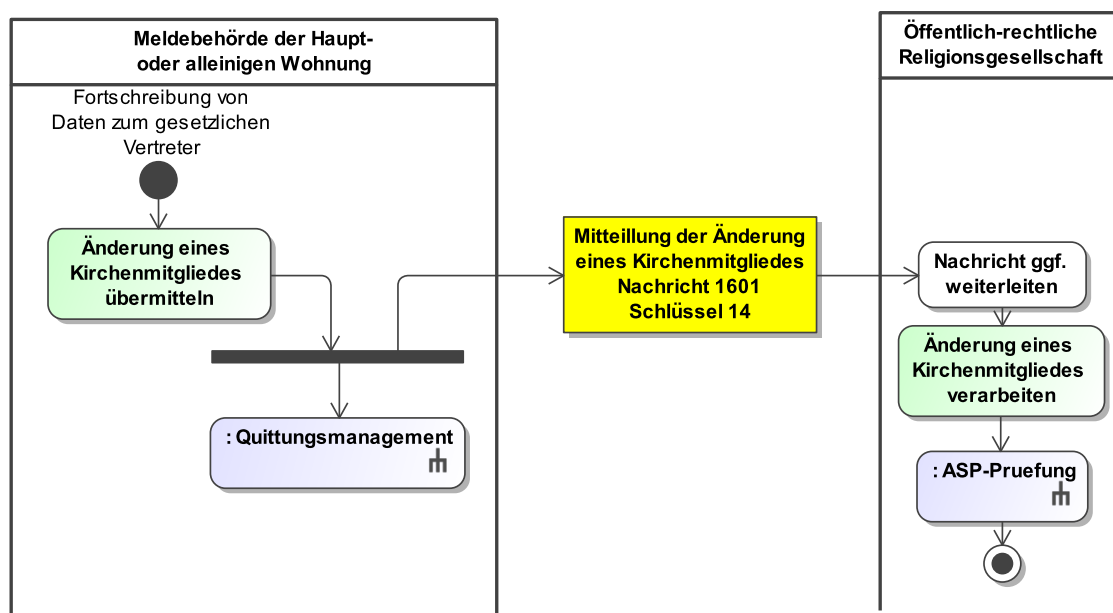 Meldebehörde der Haupt-
oder alleinigen Wohnung
Fortschreibung von
Daten zum gesetzlichen
Vertreter
Änderung eines
Kirchenmitgliedes
übermitteln
: Quittungsmanagement
Mitteillung der Änderung
eines Kirchenmitgliedes
Nachricht 1601
Schlüssel 14
Öffentlich-rechtliche
Religionsgesellschaft
Nachricht ggf.
weiterleiten
Änderung eines
Kirchenmitgliedes
verarbeiten
: ASP-Pruefung